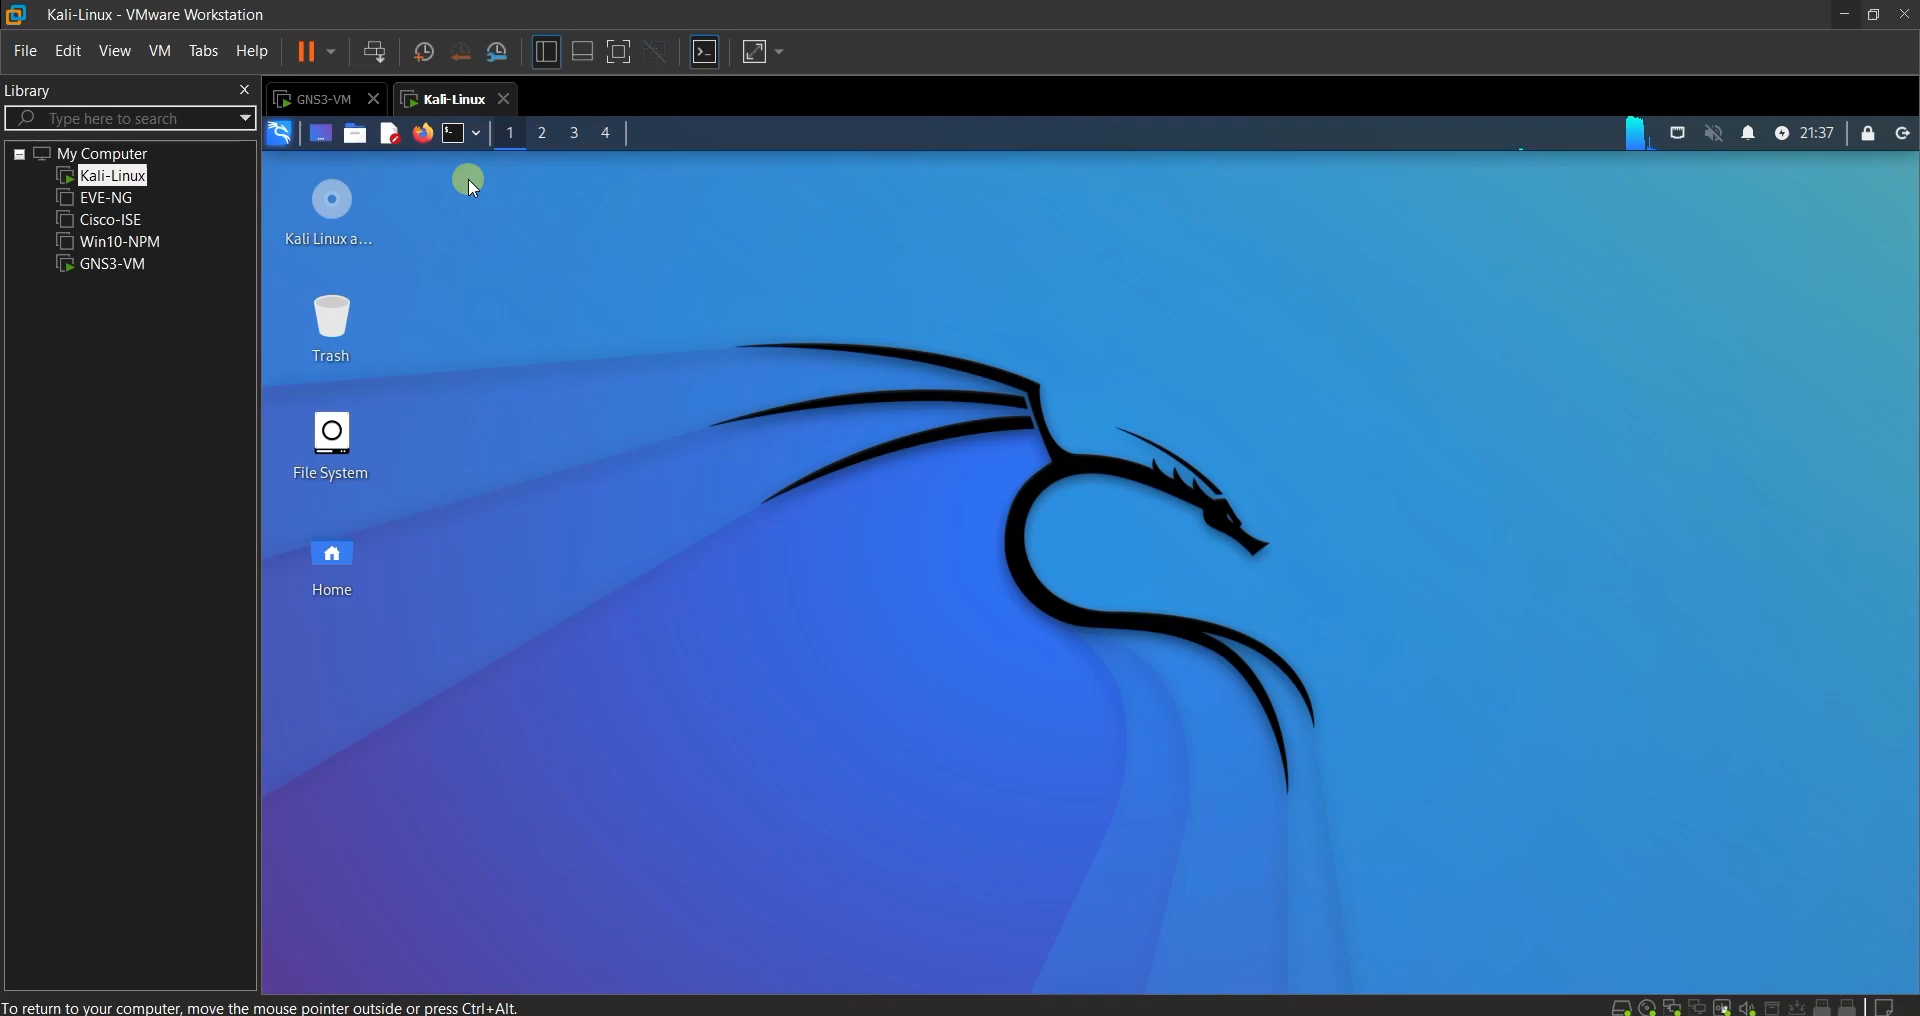 Kali-Linux - VMware Workstation
File Edit View VM Tabs Help
Library
Type here to search
My Computer
Kali-Linux
EVE-NG
Cisco-ISE
Win10-NPM
GNS3-VM
GNS3-VM Kali-Linux
1 2 3 4 21:37
Kali Linux a...
Trash
File System
Home
To return to your computer, move the mouse pointer outside or press Ctrl+Alt.